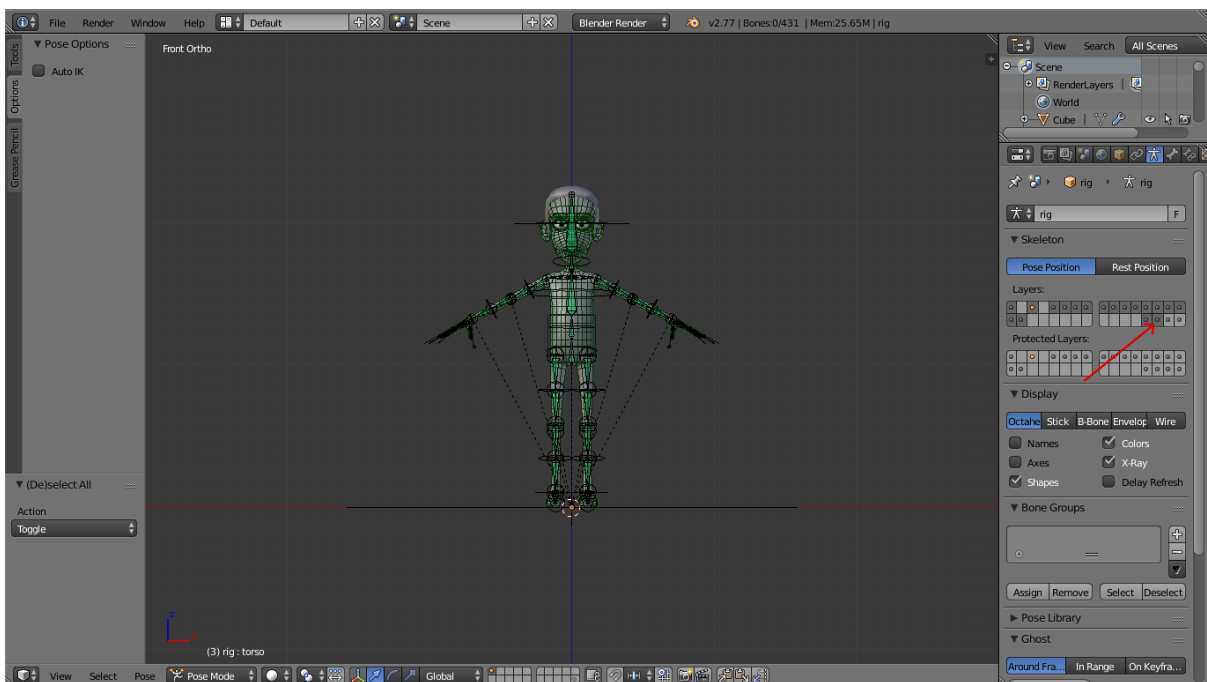 File Render Window Help Default Scene Blender Render v2.77 | Bones:0/431 | Mem:25.65M | rig
Tools
Options
Grease Pencil
Pose Options
Auto IK
(De)select All
Action
Toggle
Front Ortho
z
(3) rig : torso
View Select Pose Pose Mode Global
View Search All Scenes
Scene
RenderLayers |
World
Cube |
rig rig
rig F
Skeleton
Pose Position Rest Position
Layers:
Protected Layers:
Display
Octahe Stick B-Bone Envelop Wire
Names Colors
Axes X-Ray
Shapes Delay Refresh
Bone Groups
Assign Remove Select Deselect
Pose Library
Ghost
Around Fra... In Range On Keyfra...